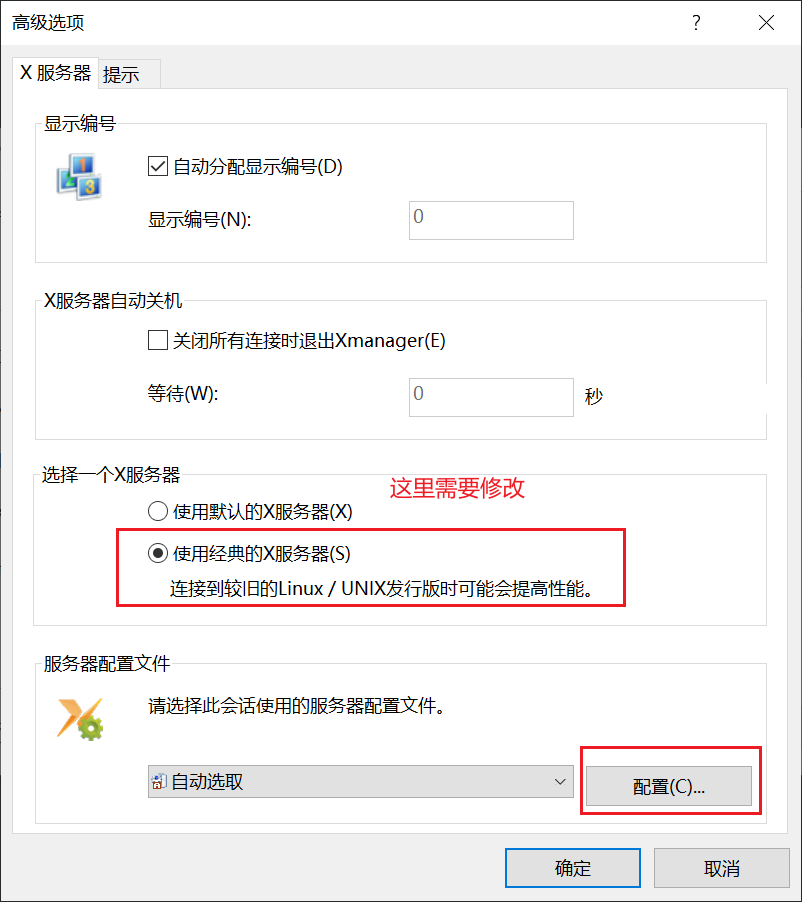 高级选项
?
X 服务器
提示
显示编号
自动分配显示编号(D)
显示编号(N):
0
X服务器自动关机
关闭所有连接时退出Xmanager(E)
等待(W):
0
秒
选择一个X服务器
这里需要修改
使用默认的X服务器(X)
使用经典的X服务器(S)
连接到较旧的Linux / UNIX发行版时可能会提高性能。
服务器配置文件
请选择此会话使用的服务器配置文件。
自动选取
配置(C)...
确定
取消